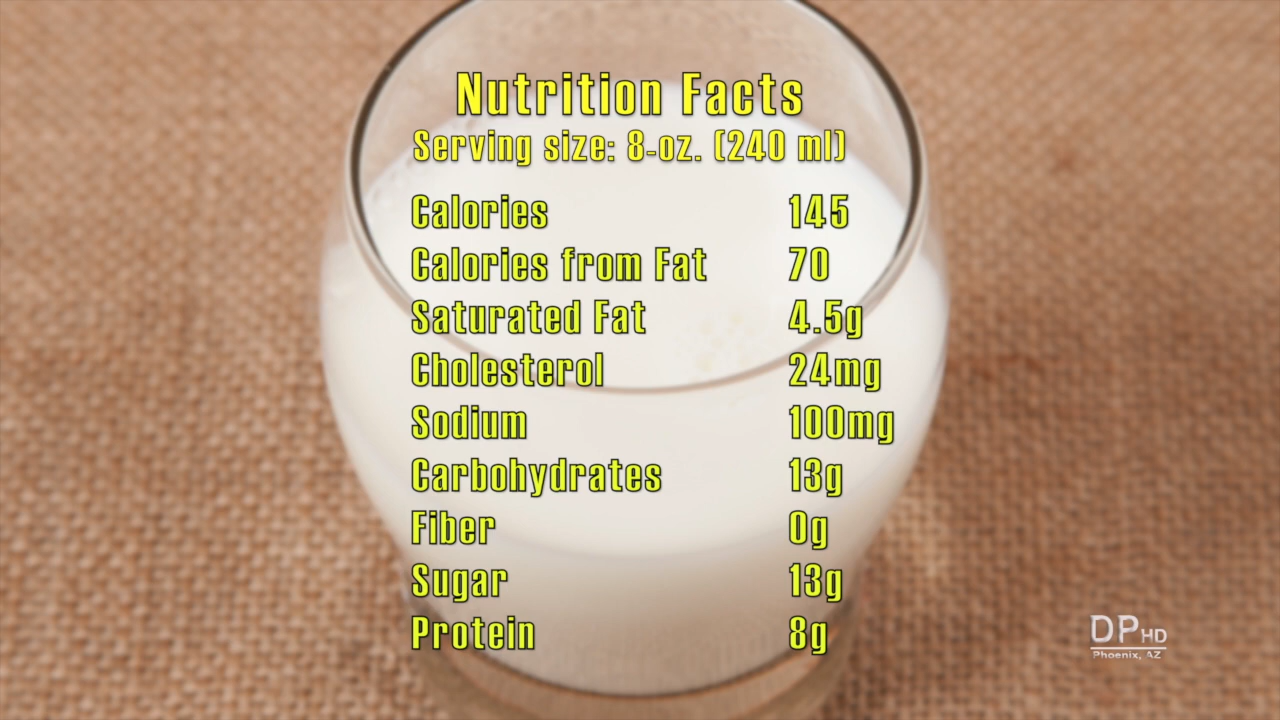 Nutrition Facts
Serving size: 8-oz. (240 ml)
Calories 145
Calories from Fat 70
Saturated Fat 4.5g
Cholesterol 24mg
Sodium 100mg
Carbohydrates 13g
Fiber 0g
Sugar 13g
Protein 8g
DP HD
Phoenix, AZ